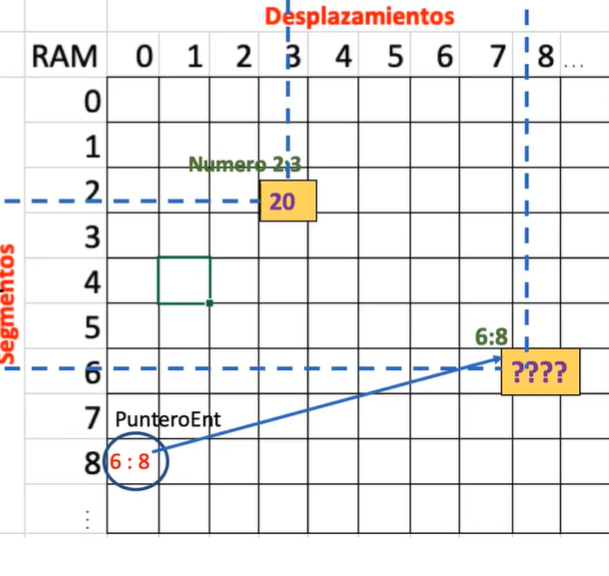 Desplazamientos
RAM 0 1 2 3 4 5 6 7 8 ...
0
1
Numero 2:3
2
20
3
Segmentos
4
5
6:8
6
????
7
PunteroEnt
8
6 : 8
⋮